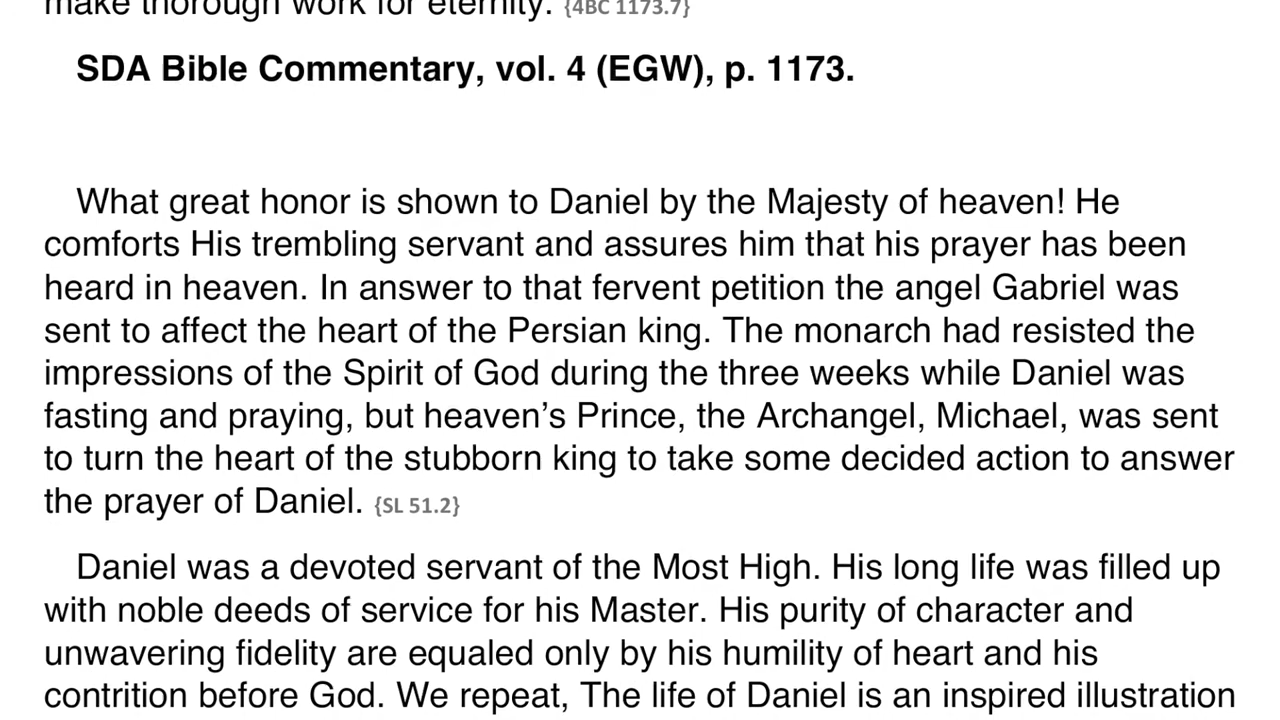 make thorough work for eternity. {4BC 1173.7}
SDA Bible Commentary, vol. 4 (EGW), p. 1173.
What great honor is shown to Daniel by the Majesty of heaven! He
comforts His trembling servant and assures him that his prayer has been
heard in heaven. In answer to that fervent petition the angel Gabriel was
sent to affect the heart of the Persian king. The monarch had resisted the
impressions of the Spirit of God during the three weeks while Daniel was
fasting and praying, but heaven’s Prince, the Archangel, Michael, was sent
to turn the heart of the stubborn king to take some decided action to answer
the prayer of Daniel. {SL 51.2}
Daniel was a devoted servant of the Most High. His long life was filled up
with noble deeds of service for his Master. His purity of character and
unwavering fidelity are equaled only by his humility of heart and his
contrition before God. We repeat, The life of Daniel is an inspired illustration